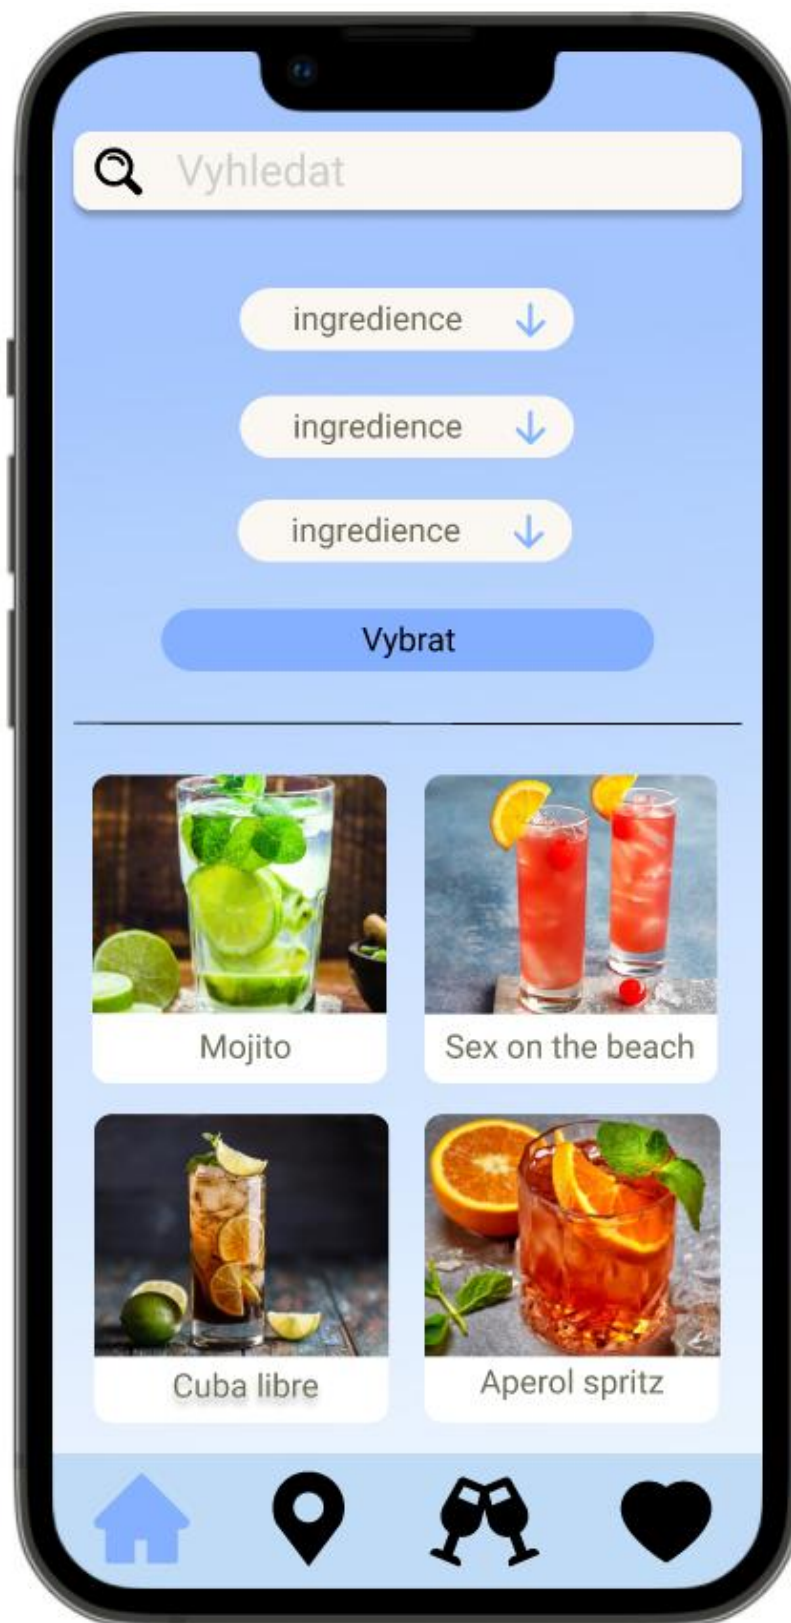 Vyhledat
ingredience
ingredience
ingredience
Vybrat
Mojito
Sex on the beach
Cuba libre
Aperol spritz